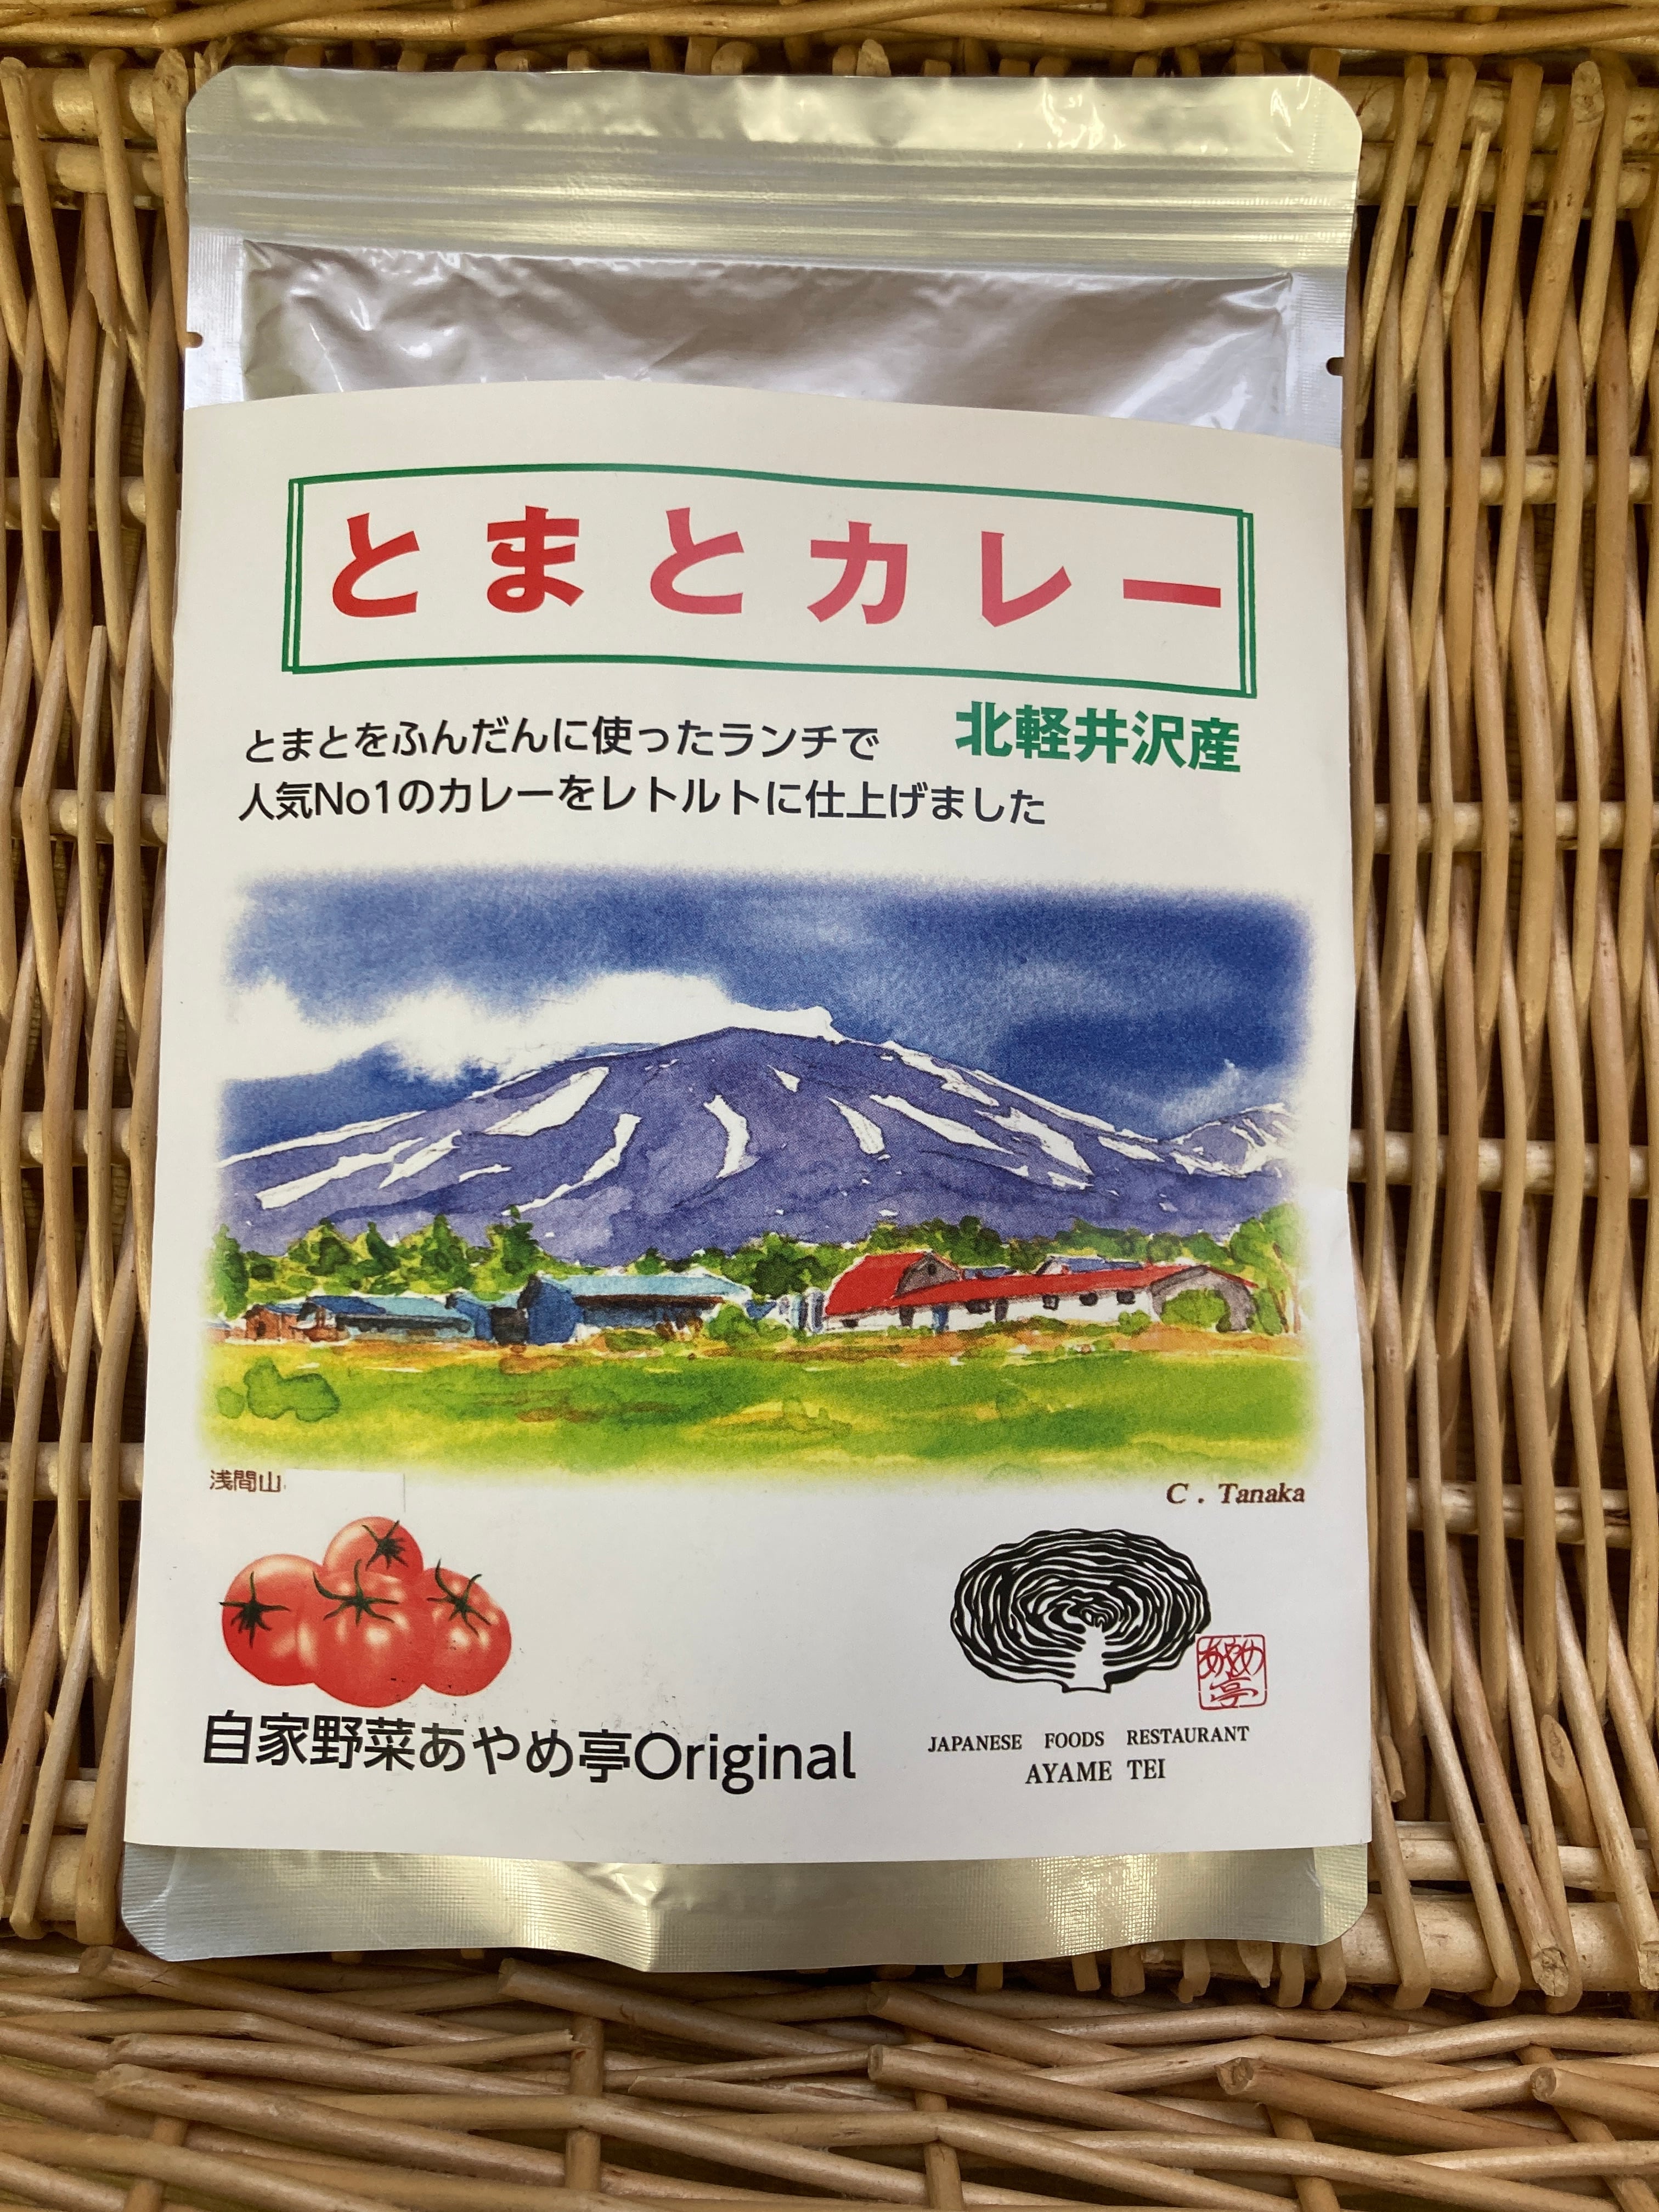 とまとカレー
北軽井沢産
とまとをふんだんに使ったランチで
人気No1のカレーをレトルトに仕上げました
浅間山
C . Tanaka
あやめ亭
自家野菜あやめ亭Original
JAPANESE FOODS RESTAURANT
AYAME TEI